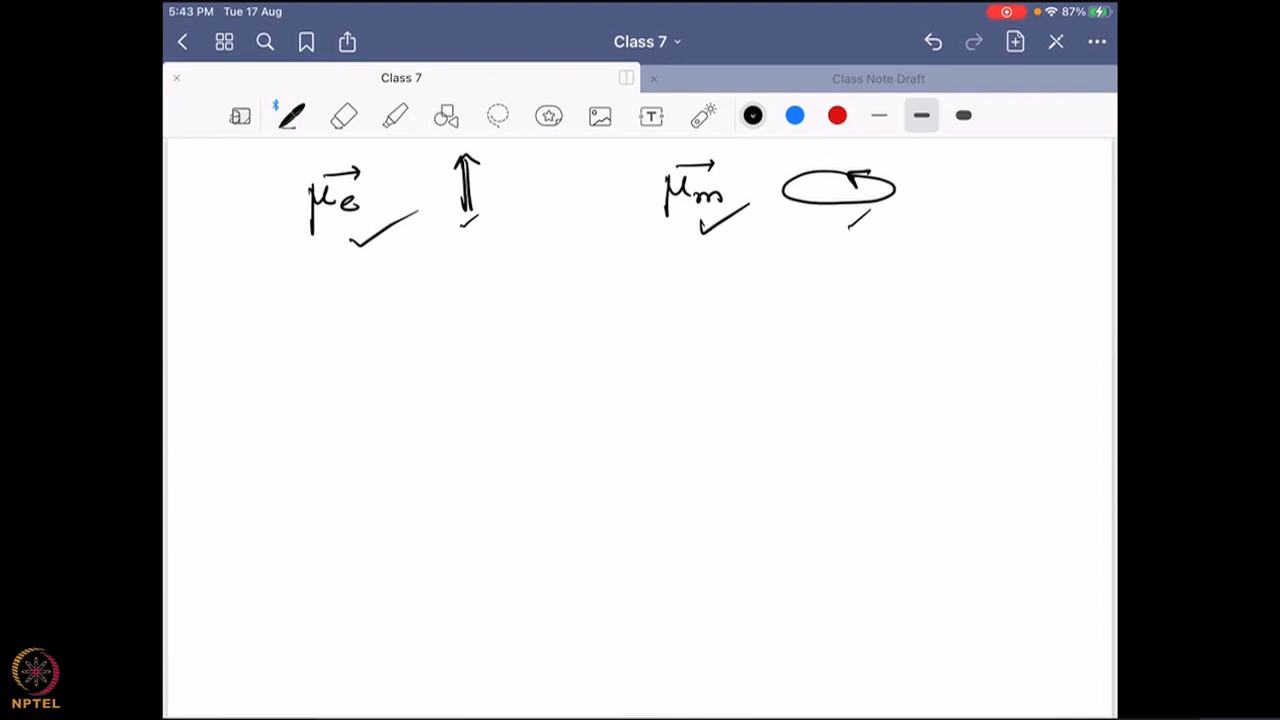 5:43 PM Tue 17 Aug 87%
Class 7
Class 7 Class Note Draft
T
μe μm
NPTEL